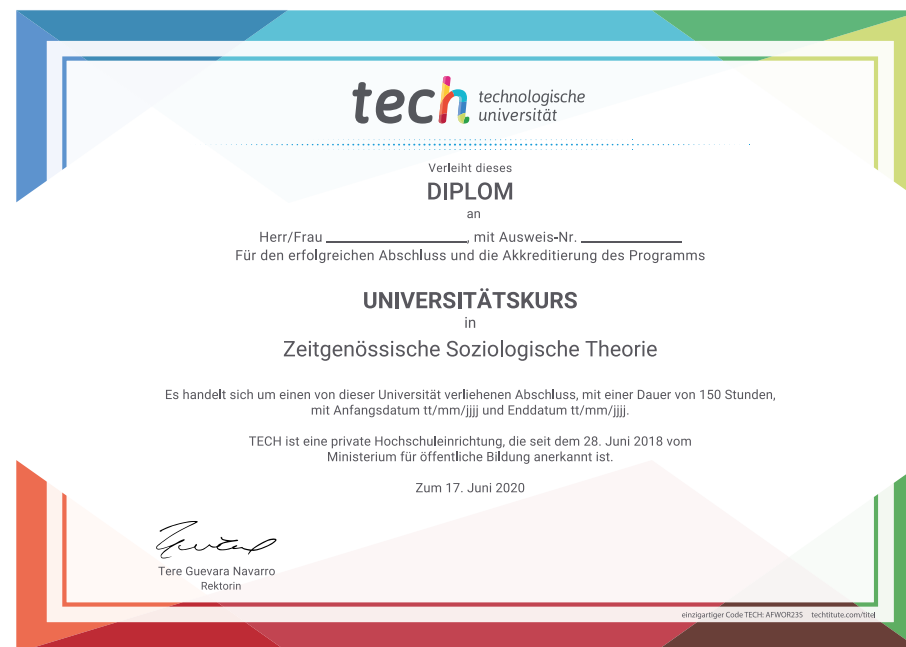 tech technologische
universität
Verleiht dieses
DIPLOM
an
Herr/Frau ____________________, mit Ausweis-Nr. ______________
Für den erfolgreichen Abschluss und die Akkreditierung des Programms
UNIVERSITÄTSKURS
in
Zeitgenössische Soziologische Theorie
Es handelt sich um einen von dieser Universität verliehenen Abschluss, mit einer Dauer von 150 Stunden,
mit Anfangsdatum tt/mm/jjjj und Enddatum tt/mm/jjjj.
TECH ist eine private Hochschuleinrichtung, die seit dem 28. Juni 2018 vom
Ministerium für öffentliche Bildung anerkannt ist.
Zum 17. Juni 2020
Tere Guevara Navarro
Rektorin
einzigartiger Code TECH: AFWOR23S techtitute.com/titel